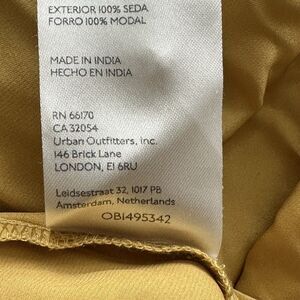 EXTERIOR 100% SEDA
FORRO 100% MODAL
MADE IN INDIA
HECHO EN INDIA
RN 66170
CA 32054
Urban Outfitters, Inc.
146 Brick Lane
LONDON, E1 6RU
Leidsestraat 32, 1017 PB
Amsterdam, Netherlands
OB1495342